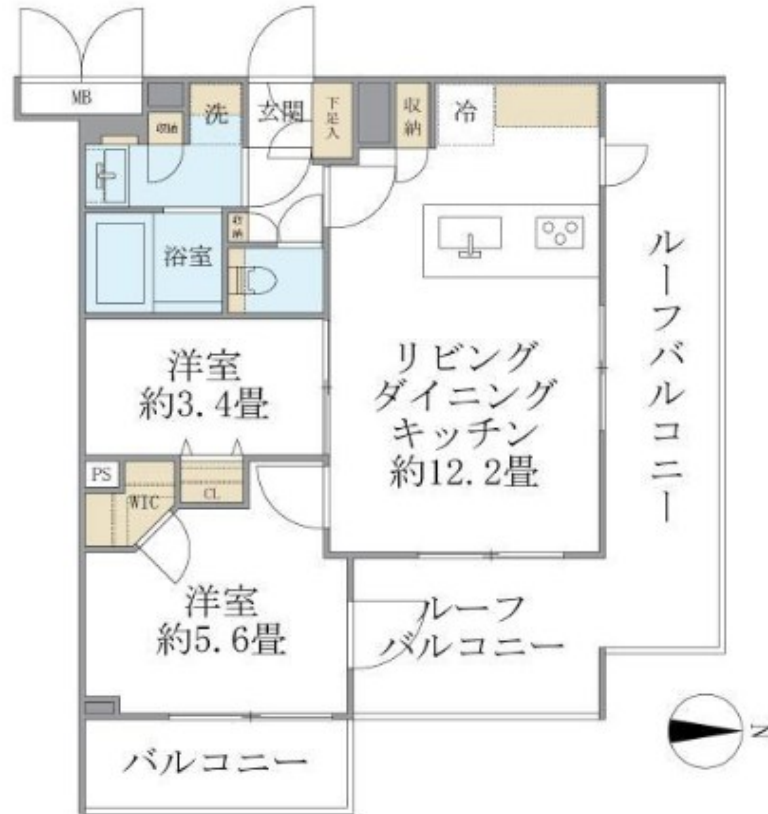 MB
収納
洗
玄関
下足入
収納
冷
収納
浴室
ルーフバルコニー
洋室
約3.4畳
リビング
ダイニング
キッチン
約12.2畳
PS
WIC
CL
洋室
約5.6畳
ルーフ
バルコニー
バルコニー
N